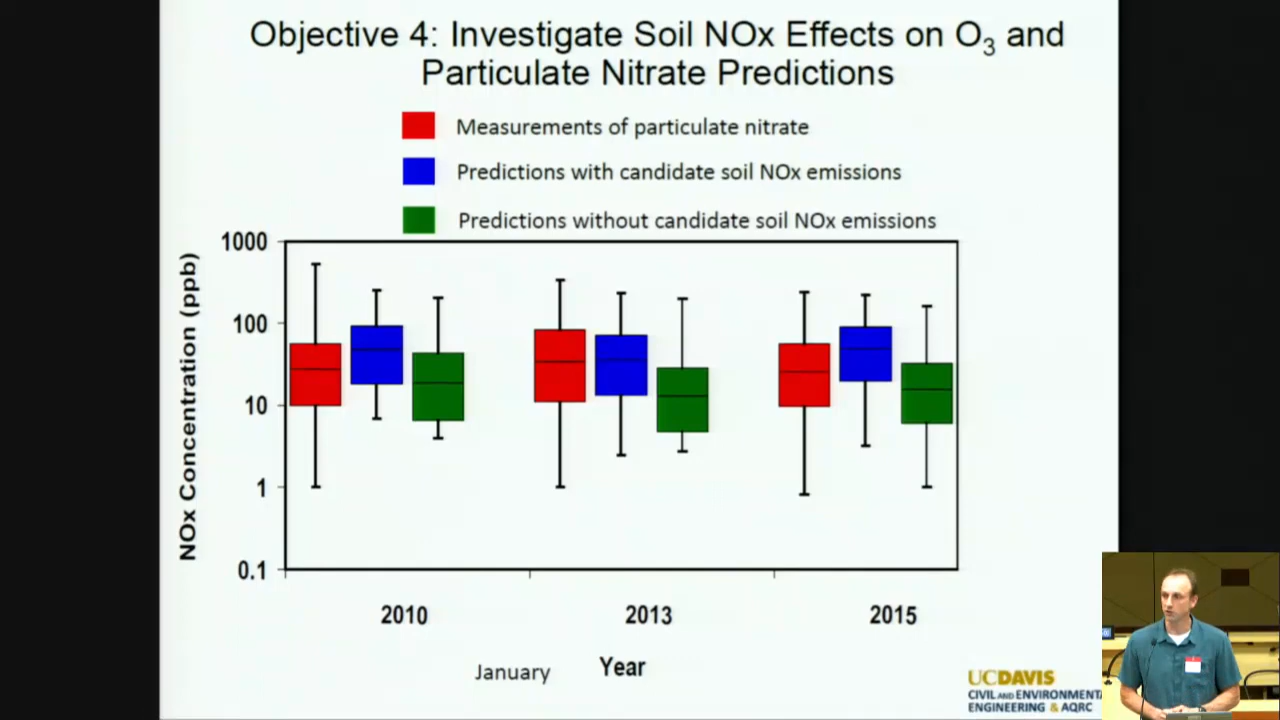 Objective 4: Investigate Soil NOx Effects on O3 and
Particulate Nitrate Predictions
Measurements of particulate nitrate
Predictions with candidate soil NOx emissions
Predictions without candidate soil NOx emissions
NOx Concentration (ppb)
1000
100
10
1
0.1
2010
2013
2015
January
Year
UCDAVIS
CIVIL AND ENVIRONMENTA
ENGINEERING & AQRC